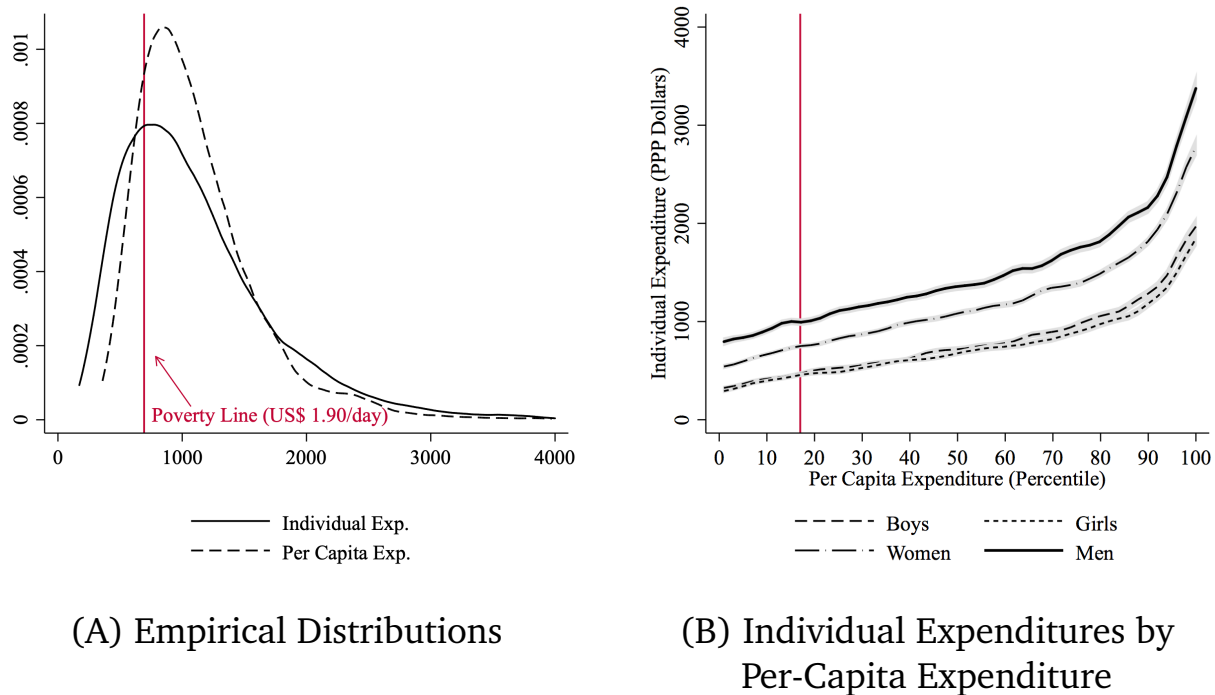 .001
.0008
.0006
.0004
.0002
0
Poverty Line (US$ 1.90/day)
0 1000 2000 3000 4000
Individual Exp.
Per Capita Exp.
(A) Empirical Distributions
Individual Expenditure (PPP Dollars)
4000
3000
2000
1000
0
0 10 20 30 40 50 60 70 80 90 100
Per Capita Expenditure (Percentile)
Boys Girls
Women Men
(B) Individual Expenditures by
Per-Capita Expenditure